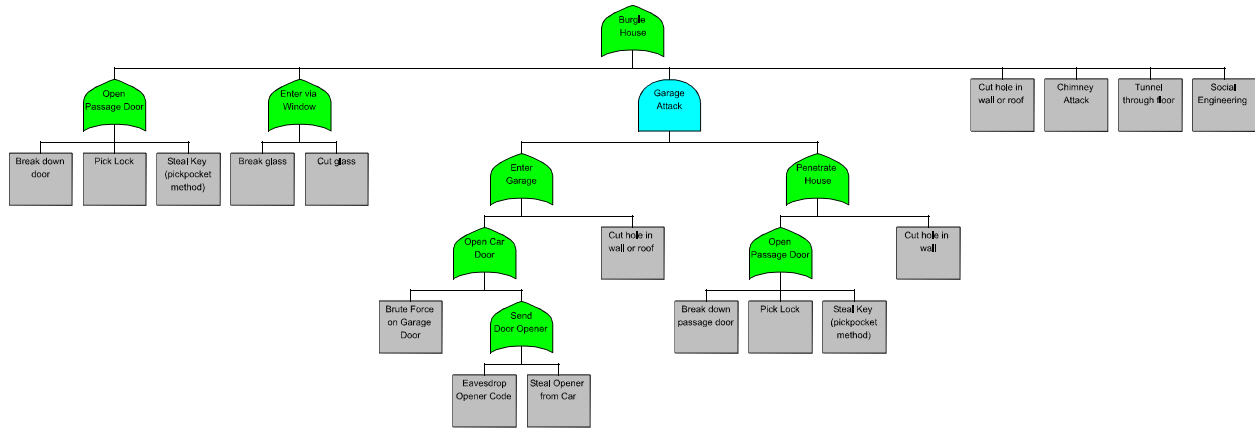 Burgle
House
Open
Passage Door
Enter via
Window
Garage
Attack
Cut hole in
wall or roof
Chimney
Attack
Tunnel
through floor
Social
Engineering
Break down
door
Pick Lock
Steal Key
(pickpocket
method)
Break glass
Cut glass
Enter
Garage
Penetrate
House
Open Car
Door
Cut hole in
wall or roof
Open
Passage Door
Cut hole in
wall
Brute Force
on Garage
Door
Send
Door Opener
Break down
passage door
Pick Lock
Steal Key
(pickpocket
method)
Eavesdrop
Opener Code
Steal Opener
from Car